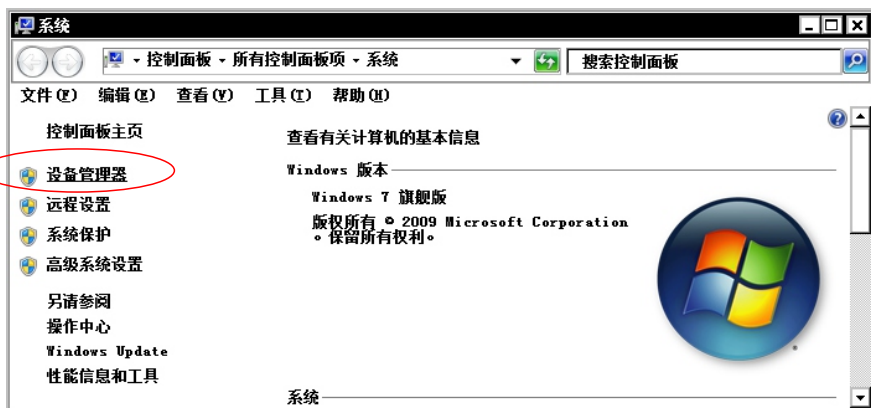 系统
控制面板 所有控制面板项 系统
搜索控制面板
文件(F) 编辑(E) 查看(V) 工具(T) 帮助(H)
控制面板主页
设备管理器
远程设置
系统保护
高级系统设置
另请参阅
操作中心
Windows Update
性能信息和工具
查看有关计算机的基本信息
Windows 版本
Windows 7 旗舰版
版权所有 © 2009 Microsoft Corporation
。保留所有权利。
系统